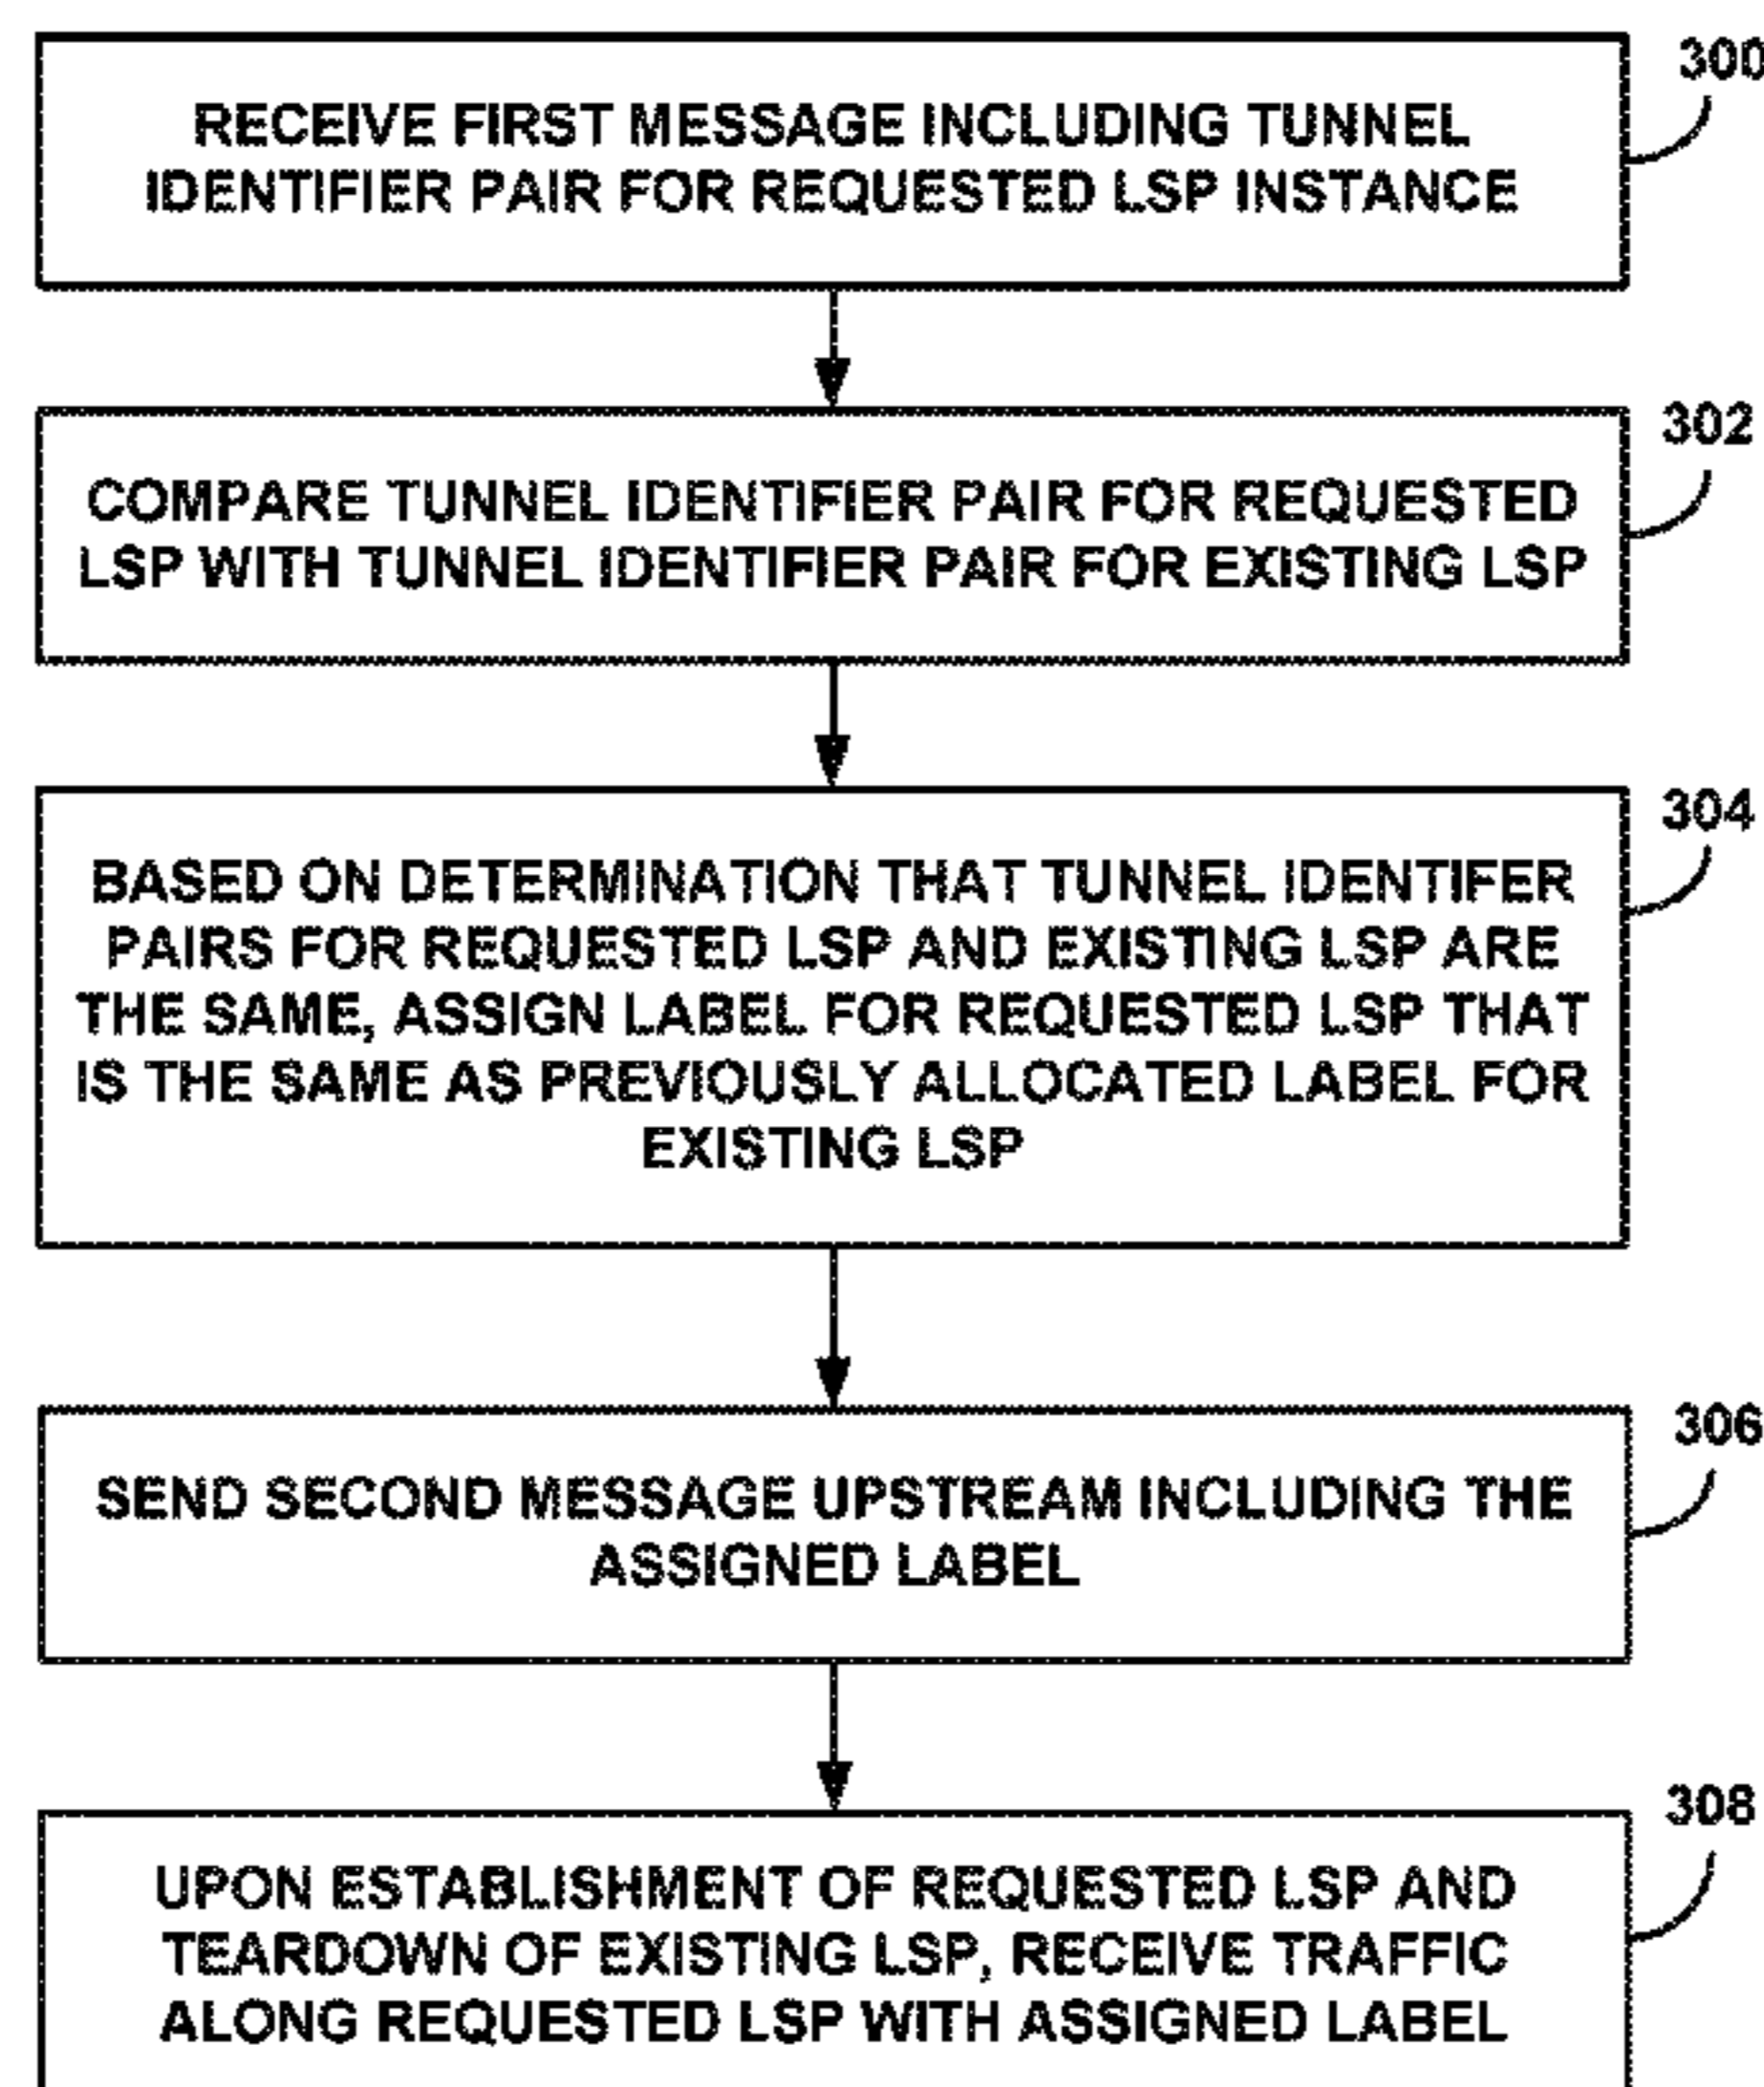 300
RECEIVE FIRST MESSAGE INCLUDING TUNNEL
IDENTIFIER PAIR FOR REQUESTED LSP INSTANCE
302
COMPARE TUNNEL IDENTIFIER PAIR FOR REQUESTED
LSP WITH TUNNEL IDENTIFIER PAIR FOR EXISTING LSP
304
BASED ON DETERMINATION THAT TUNNEL IDENTIFER
PAIRS FOR REQUESTED LSP AND EXISTING LSP ARE
THE SAME, ASSIGN LABEL FOR REQUESTED LSP THAT
IS THE SAME AS PREVIOUSLY ALLOCATED LABEL FOR
EXISTING LSP
306
SEND SECOND MESSAGE UPSTREAM INCLUDING THE
ASSIGNED LABEL
308
UPON ESTABLISHMENT OF REQUESTED LSP AND
TEARDOWN OF EXISTING LSP, RECEIVE TRAFFIC
ALONG REQUESTED LSP WITH ASSIGNED LABEL